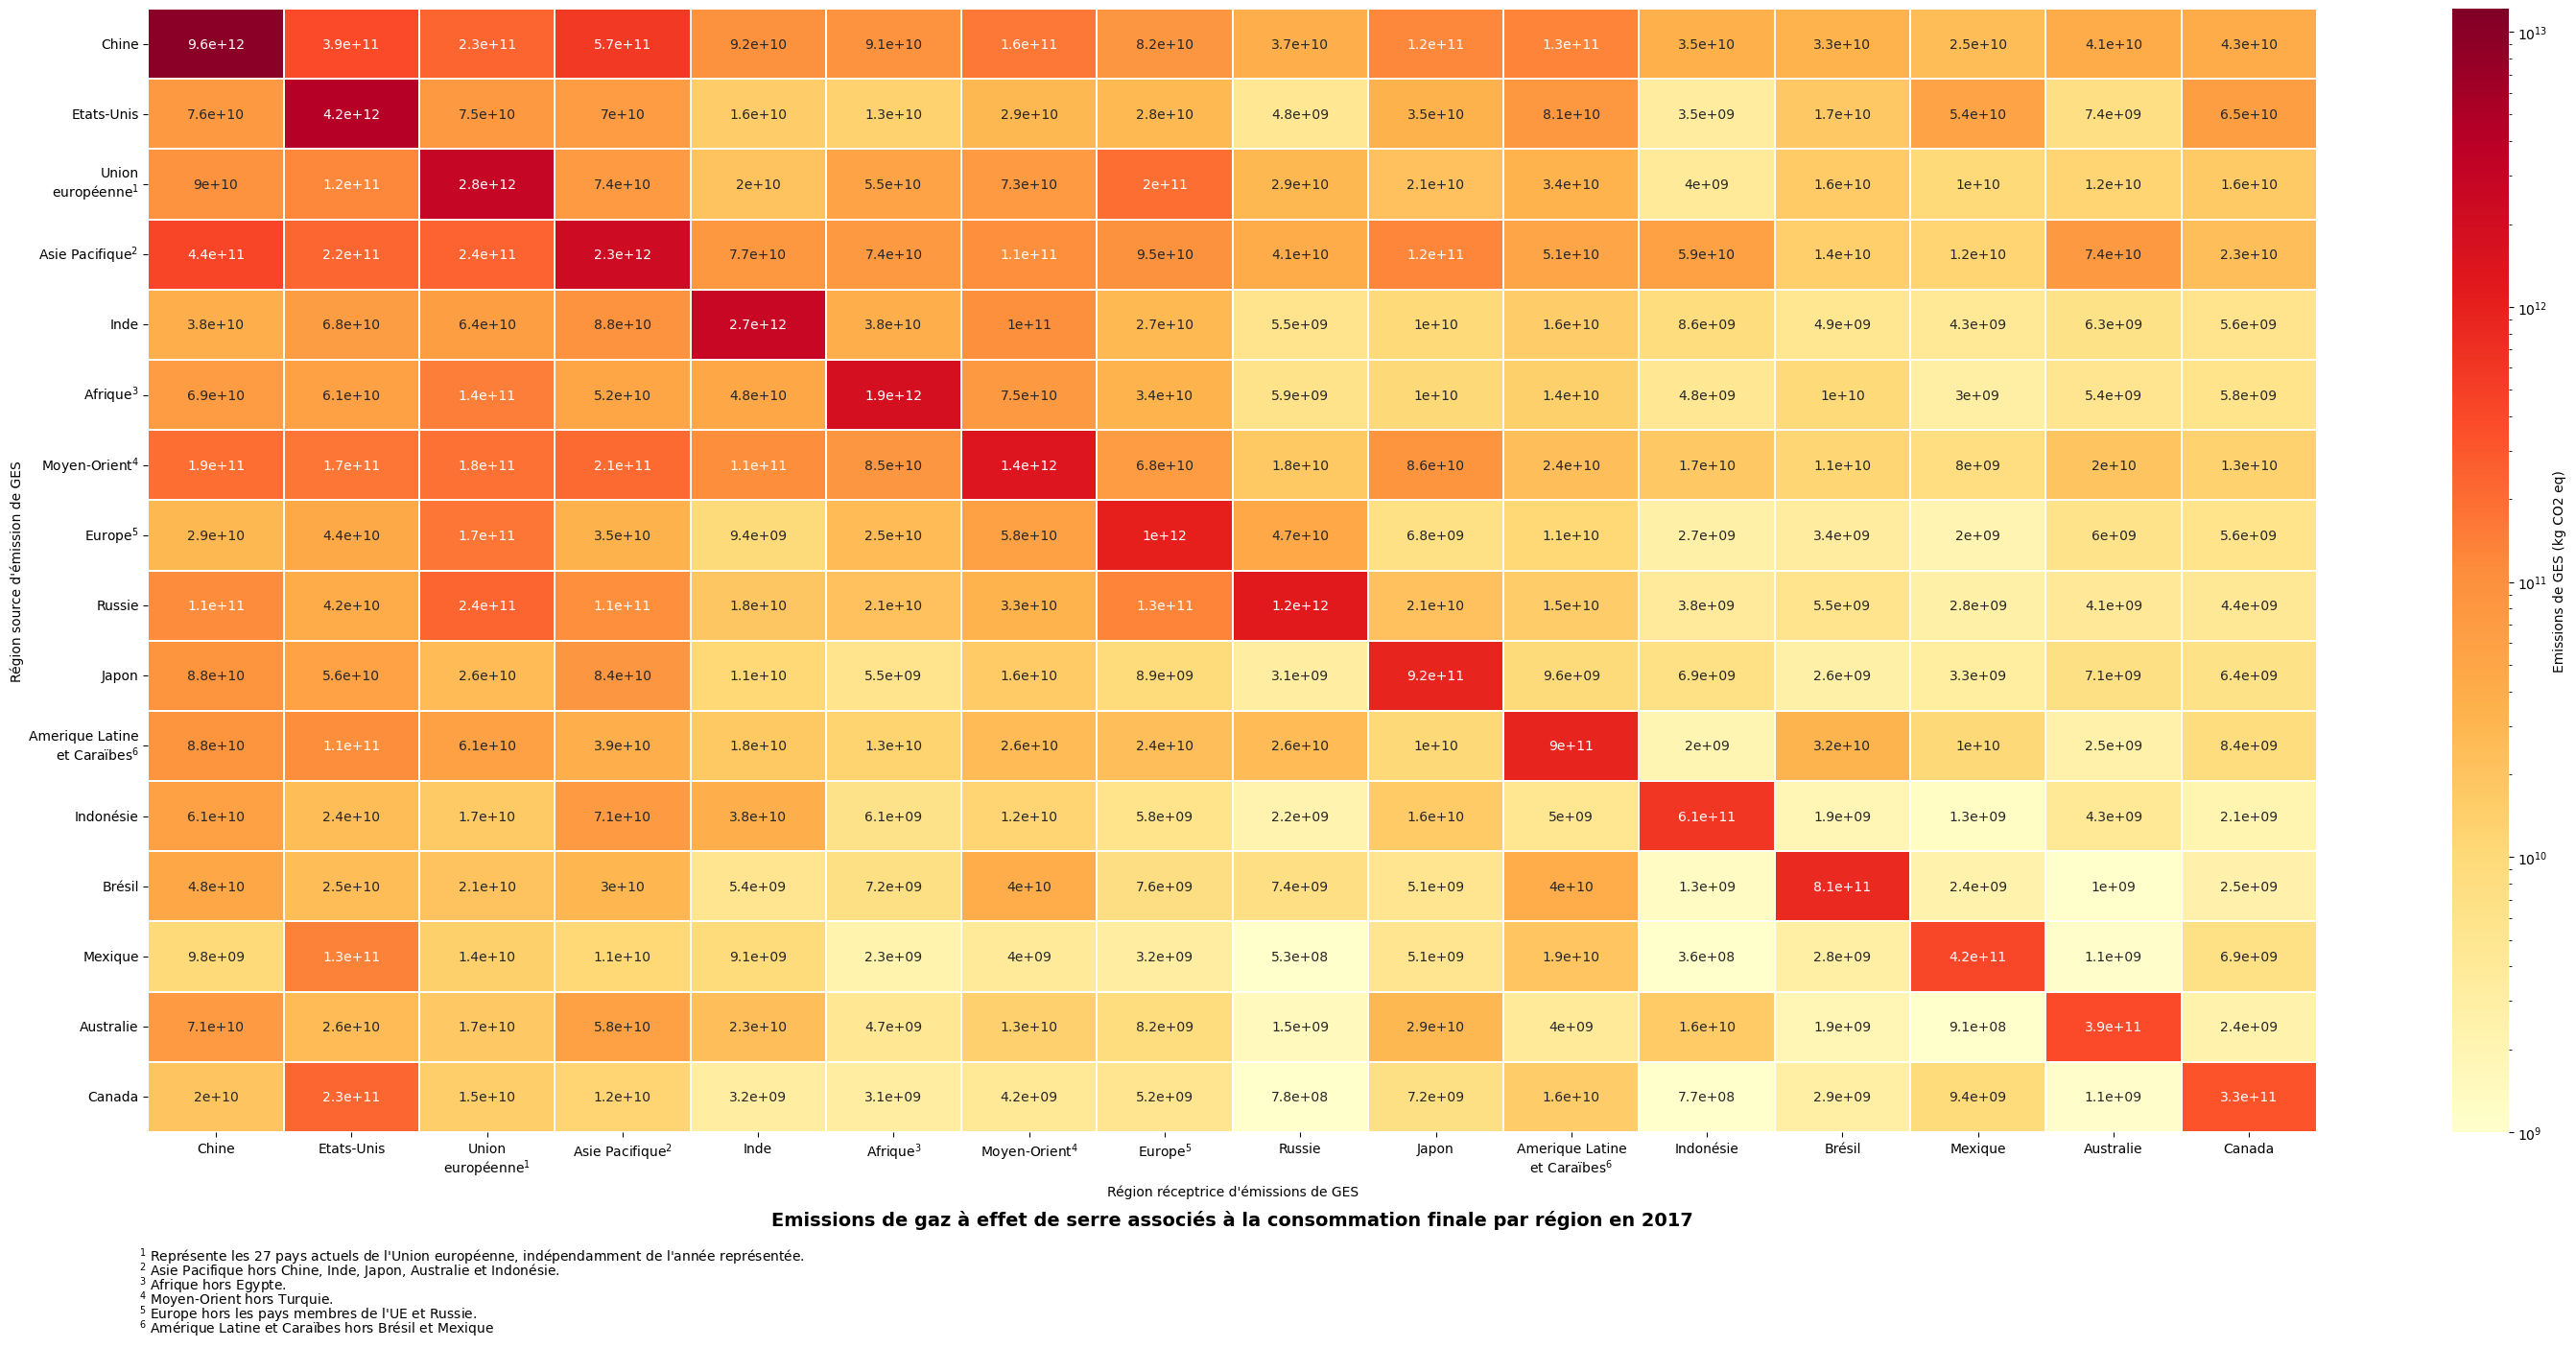 Chine 9.6e+12 3.9e+11 2.3e+11 5.7e+11 9.2e+10 9.1e+10 1.6e+11 8.2e+10 3.7e+10 1.2e+11 1.3e+11 3.5e+10 3.3e+10 2.5e+10 4.1e+10 4.3e+10
Etats-Unis 7.6e+10 4.2e+12 7.5e+10 7e+10 1.6e+10 1.3e+10 2.9e+10 2.8e+10 4.8e+09 3.5e+10 8.1e+10 3.5e+09 1.7e+10 5.4e+10 7.4e+09 6.5e+10
Union
européenne¹ 9e+10 1.2e+11 2.8e+12 7.4e+10 2e+10 5.5e+10 7.3e+10 2e+11 2.9e+10 2.1e+10 3.4e+10 4e+09 1.6e+10 1e+10 1.2e+10 1.6e+10
Asie Pacifique² 4.4e+11 2.2e+11 2.4e+11 2.3e+12 7.7e+10 7.4e+10 1.1e+11 9.5e+10 4.1e+10 1.2e+11 5.1e+10 5.9e+10 1.4e+10 1.2e+10 7.4e+10 2.3e+10
Inde 3.8e+10 6.8e+10 6.4e+10 8.8e+10 2.7e+12 3.8e+10 1e+11 2.7e+10 5.5e+09 1e+10 1.6e+10 8.6e+09 4.9e+09 4.3e+09 6.3e+09 5.6e+09
Afrique³ 6.9e+10 6.1e+10 1.4e+11 5.2e+10 4.8e+10 1.9e+12 7.5e+10 3.4e+10 5.9e+09 1e+10 1.4e+10 4.8e+09 1e+10 3e+09 5.4e+09 5.8e+09
Moyen-Orient⁴ 1.9e+11 1.7e+11 1.8e+11 2.1e+11 1.1e+11 8.5e+10 1.4e+12 6.8e+10 1.8e+10 8.6e+10 2.4e+10 1.7e+10 1.1e+10 8e+09 2e+10 1.3e+10
Europe⁵ 2.9e+10 4.4e+10 1.7e+11 3.5e+10 9.4e+09 2.5e+10 5.8e+10 1e+12 4.7e+10 6.8e+09 1.1e+10 2.7e+09 3.4e+09 2e+09 6e+09 5.6e+09
Russie 1.1e+11 4.2e+10 2.4e+11 1.1e+11 1.8e+10 2.1e+10 3.3e+10 1.3e+11 1.2e+12 2.1e+10 1.5e+10 3.8e+09 5.5e+09 2.8e+09 4.1e+09 4.4e+09
Japon 8.8e+10 5.6e+10 2.6e+10 8.4e+10 1.1e+10 5.5e+09 1.6e+10 8.9e+09 3.1e+09 9.2e+11 9.6e+09 6.9e+09 2.6e+09 3.3e+09 7.1e+09 6.4e+09
Amerique Latine
et Caraïbes⁶ 8.8e+10 1.1e+11 6.1e+10 3.9e+10 1.8e+10 1.3e+10 2.6e+10 2.4e+10 2.6e+10 1e+10 9e+11 2e+09 3.2e+10 1e+10 2.5e+09 8.4e+09
Indonésie 6.1e+10 2.4e+10 1.7e+10 7.1e+10 3.8e+10 6.1e+09 1.2e+10 5.8e+09 2.2e+09 1.6e+10 5e+09 6.1e+11 1.9e+09 1.3e+09 4.3e+09 2.1e+09
Brésil 4.8e+10 2.5e+10 2.1e+10 3e+10 5.4e+09 7.2e+09 4e+10 7.6e+09 7.4e+09 5.1e+09 4e+10 1.3e+09 8.1e+11 2.4e+09 1e+09 2.5e+09
Mexique 9.8e+09 1.3e+11 1.4e+10 1.1e+10 9.1e+09 2.3e+09 4e+09 3.2e+09 5.3e+08 5.1e+09 1.9e+10 3.6e+08 2.8e+09 4.2e+11 1.1e+09 6.9e+09
Australie 7.1e+10 2.6e+10 1.7e+10 5.8e+10 2.3e+10 4.7e+09 1.3e+10 8.2e+09 1.5e+09 2.9e+10 4e+09 1.6e+10 1.9e+09 9.1e+08 3.9e+11 2.4e+09
Canada 2e+10 2.3e+11 1.5e+10 1.2e+10 3.2e+09 3.1e+09 4.2e+09 5.2e+09 7.8e+08 7.2e+09 1.6e+10 7.7e+08 2.9e+09 9.4e+09 1.1e+09 3.3e+11
Région source d'émission de GES
Chine Etats-Unis Union
européenne¹ Asie Pacifique² Inde Afrique³ Moyen-Orient⁴ Europe⁵ Russie Japon Amerique Latine
et Caraïbes⁶ Indonésie Brésil Mexique Australie Canada
Région réceptrice d'émissions de GES
10¹³
10¹²
10¹¹
10¹⁰
10⁹
Emissions de GES (kg CO2 eq)
Emissions de gaz à effet de serre associés à la consommation finale par région en 2017
¹ Représente les 27 pays actuels de l'Union européenne, indépendamment de l'année représentée.
² Asie Pacifique hors Chine, Inde, Japon, Australie et Indonésie.
³ Afrique hors Egypte.
⁴ Moyen-Orient hors Turquie.
⁵ Europe hors les pays membres de l'UE et Russie.
⁶ Amérique Latine et Caraïbes hors Brésil et Mexique